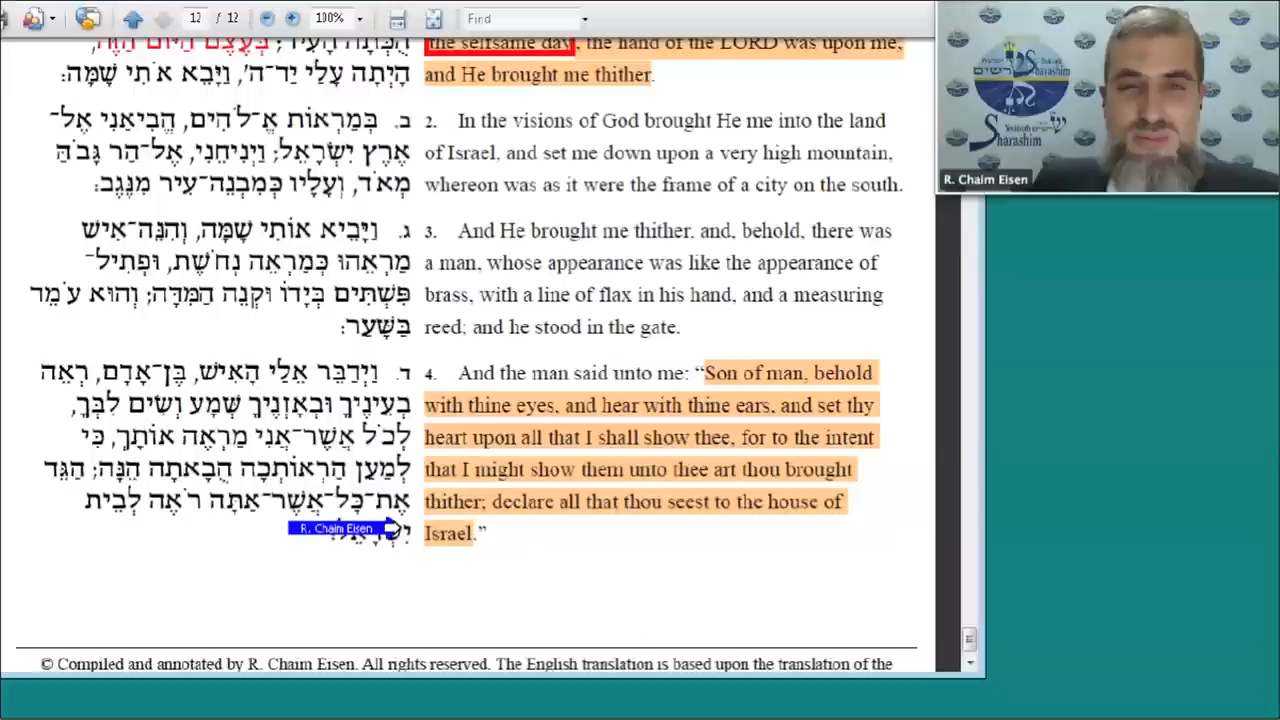 12 / 12
100%
Find
הַכְּתָה הָעִיר; בְּעֶצֶם הַיּוֹם הַזֶּה,
הָיְתָה עָלַי יַד־ה', וַיָּבֵא אֹתִי שָׁמָּה:
the selfsame day, the hand of the LORD was upon me,
and He brought me thither.
ב. בְּמַרְאוֹת אֱ־לֹהִים, הֱבִיאַנִי אֶל־
אֶרֶץ יִשְׂרָאֵל; וַיְנִיחֵנִי, אֶל־הַר גָּבֹהַּ
מְאֹד, וְעָלָיו כְּמִבְנֵה־עִיר מִנֶּגֶב:
2. In the visions of God brought He me into the land
of Israel, and set me down upon a very high mountain,
whereon was as it were the frame of a city on the south.
ג. וַיָּבֵיא אוֹתִי שָׁמָּה, וְהִנֵּה־אִישׁ
מַרְאֵהוּ כְּמַרְאֵה נְחֹשֶׁת, וּפְתִיל־
פִּשְׁתִּים בְּיָדוֹ וּקְנֵה הַמִּדָּה; וְהוּא עֹמֵד
בַּשָּׁעַר:
3. And He brought me thither, and, behold, there was
a man, whose appearance was like the appearance of
brass, with a line of flax in his hand, and a measuring
reed; and he stood in the gate.
ד. וַיְדַבֵּר אֵלַי הָאִישׁ, בֶּן־אָדָם, רְאֵה
בְעֵינֶיךָ וּבְאָזְנֶיךָ שְּׁמָע וְשִׂים לִבְּךָ,
לְכֹל אֲשֶׁר־אֲנִי מַרְאֶה אוֹתָךְ, כִּי
לְמַעַן הַרְאוֹתְכָה הֻבָאתָה הֵנָּה; הַגֵּד
אֶת־כָּל־אֲשֶׁר־אַתָּה רֹאֶה לְבֵית
יִשְׂרָאֵל:
4. And the man said unto me: “Son of man, behold
with thine eyes, and hear with thine ears, and set thy
heart upon all that I shall show thee, for to the intent
that I might show them unto thee art thou brought
thither; declare all that thou seest to the house of
Israel.”
R. Chaim Eisen
© Compiled and annotated by R. Chaim Eisen. All rights reserved. The English translation is based upon the translation of the
Yeshivat
Sharashim
R. Chaim Eisen